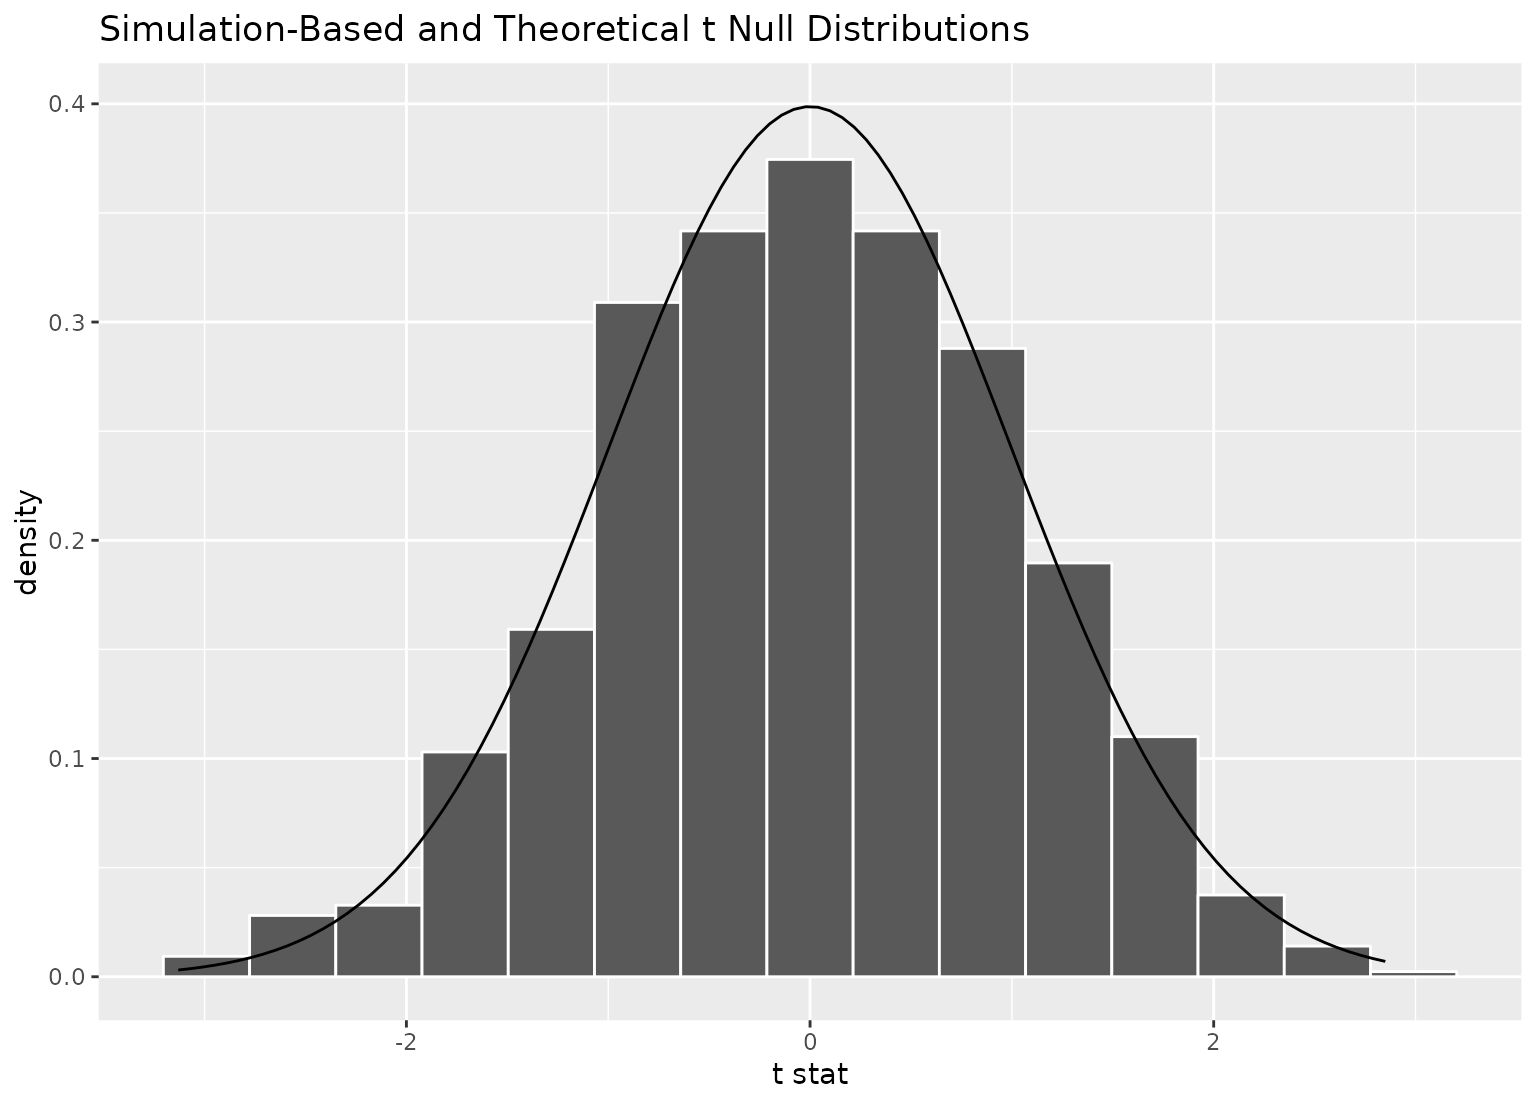 Simulation-Based and Theoretical t Null Distributions
0.4
0.3
0.2
0.1
0.0
density
-2 0 2
t stat